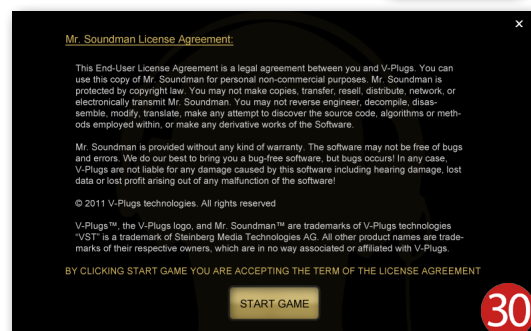 ×
Mr. Soundman License Agreement:
This End-User License Agreement is a legal agreement between you and V-Plugs. You can
use this copy of Mr. Soundman for personal non-commercial purposes. Mr. Soundman is
protected by copyright law. You may not make copies, transfer, resell, distribute, network, or
electronically transmit Mr. Soundman. You may not reverse engineer, decompile, disas-
semble, modify, translate, make any attempt to discover the source code, algorithms or meth-
ods employed within, or make any derivative works of the Software.
Mr. Soundman is provided without any kind of warranty. The software may not be free of bugs
and errors. We do our best to bring you a bug-free software, but bugs occurs! In any case,
V-Plugs are not liable for any damage caused by this software including hearing damage, lost
data or lost profit arising out of any malfunction of the software!
© 2011 V-Plugs technologies. All rights reserved
V-Plugs™, the V-Plugs logo, and Mr. Soundman™ are trademarks of V-Plugs technologies
"VST" is a trademark of Steinberg Media Technologies AG. All other product names are trade-
marks of their respective owners, which are in no way associated or affiliated with V-Plugs.
BY CLICKING START GAME YOU ARE ACCEPTING THE TERM OF THE LICENSE AGREEMENT
START GAME
30